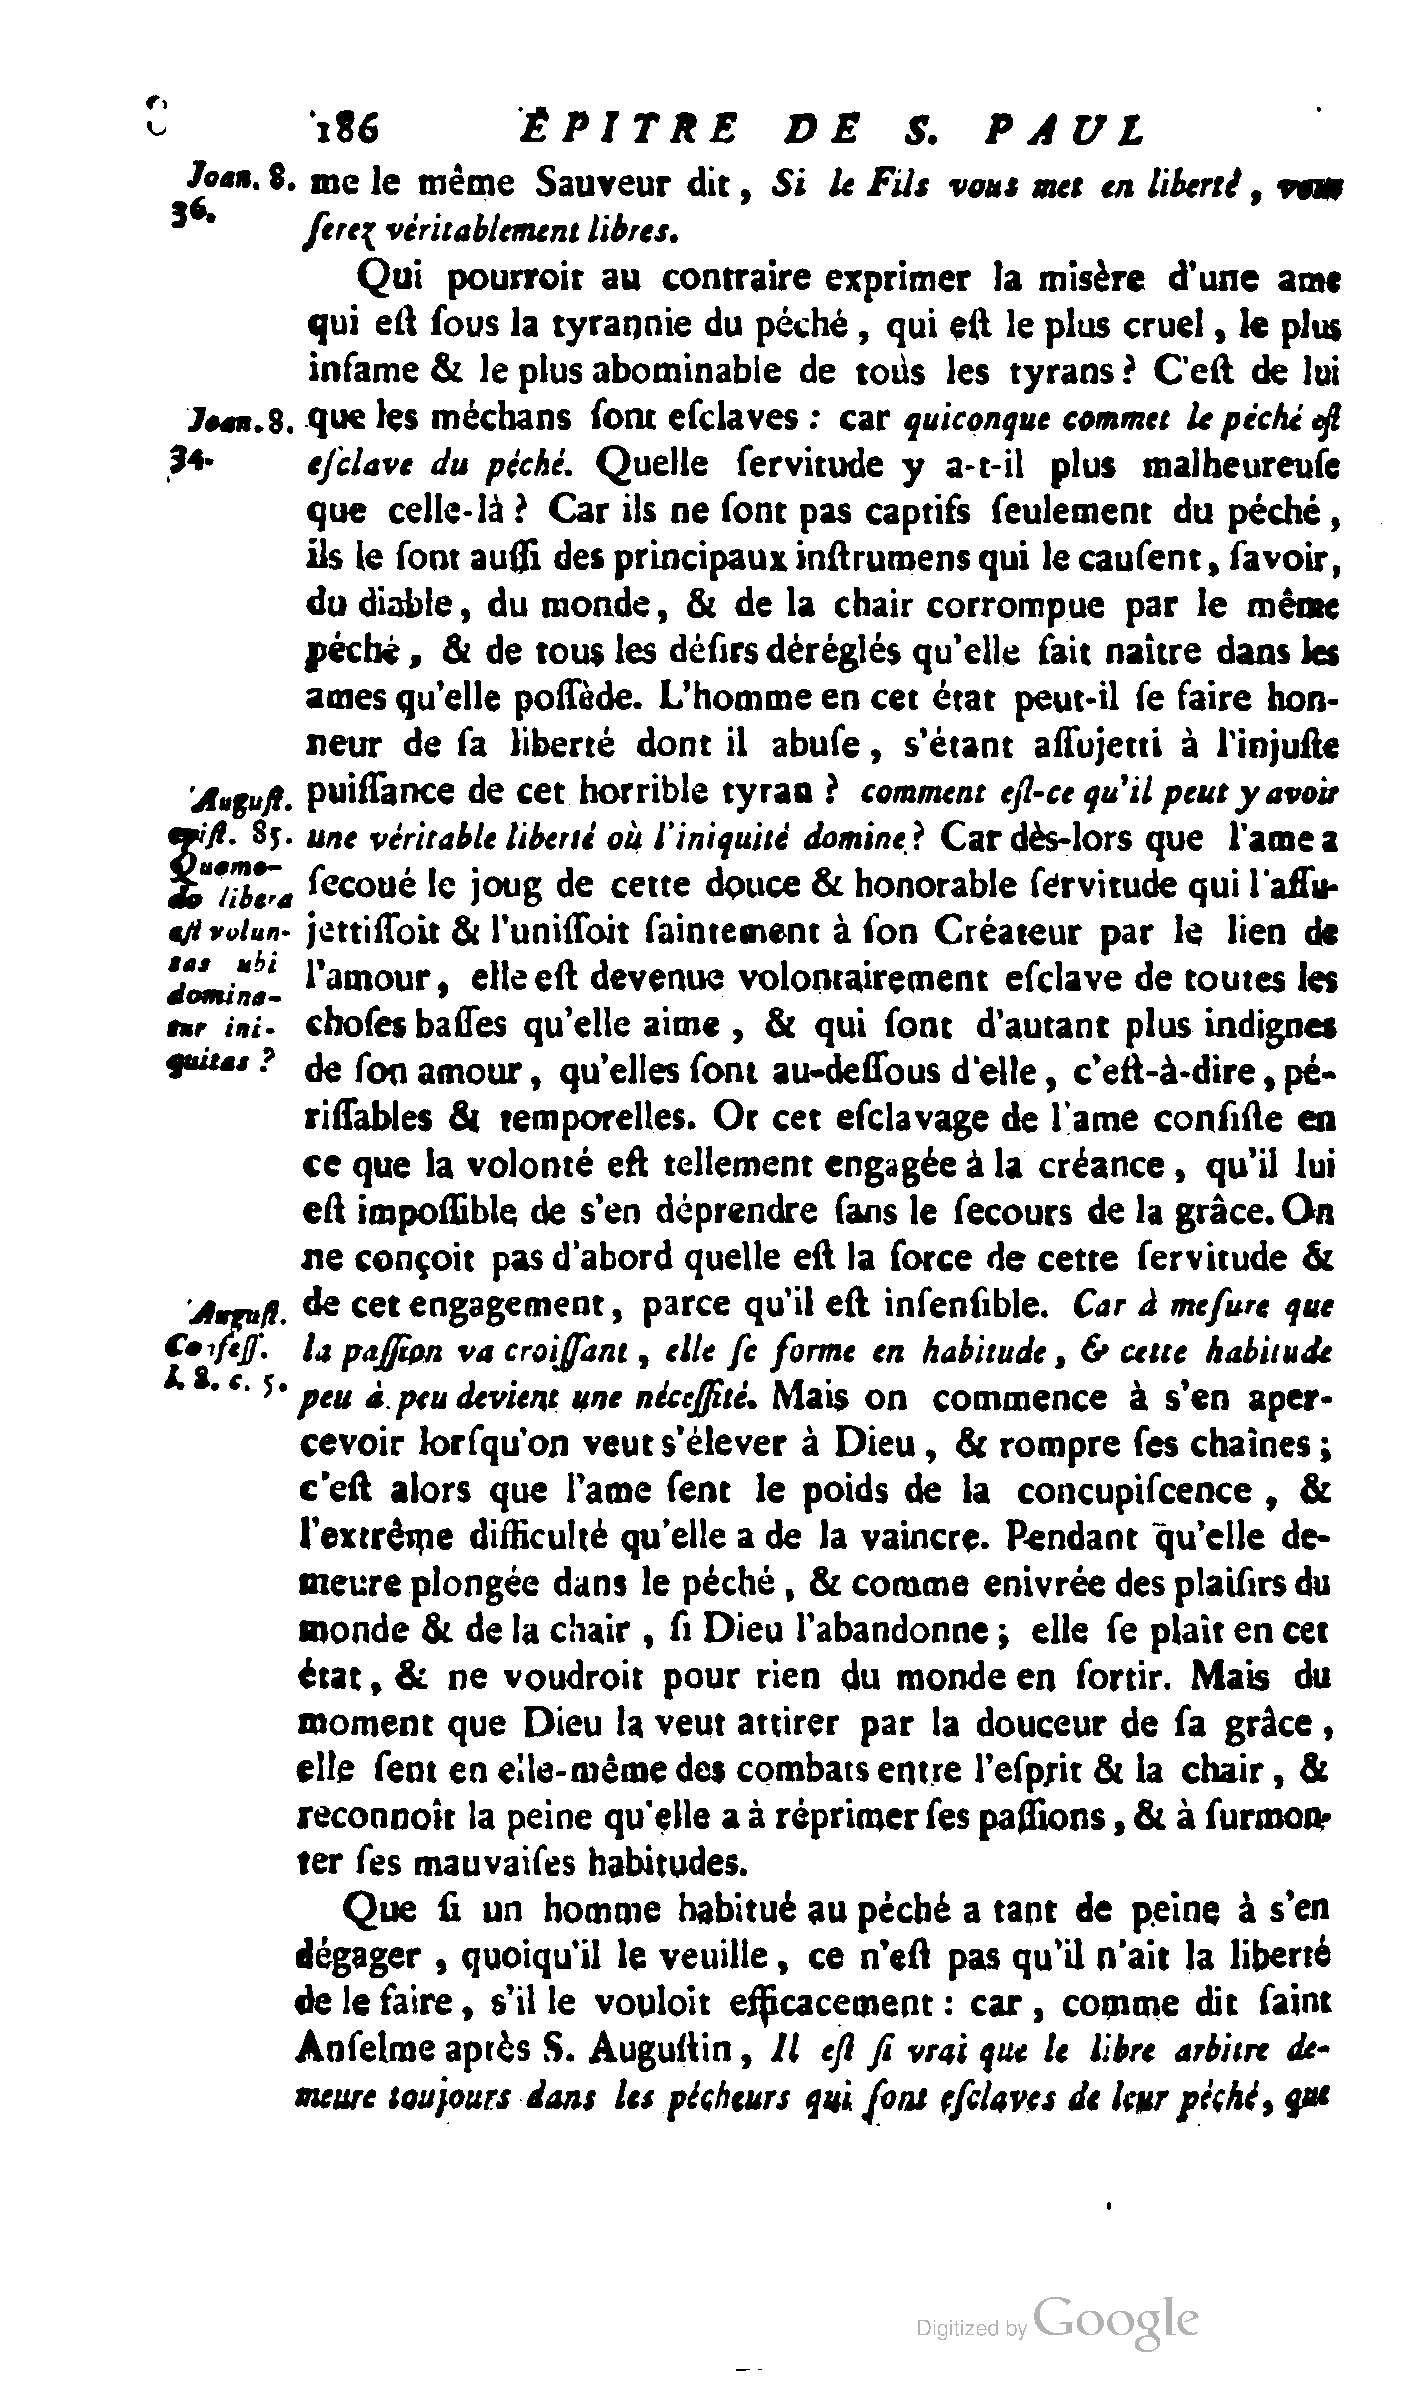 186 ÉPITRE DE S. PAUL
Joan. 8. me le même Sauveur dit, Si le Fils vous met en liberté, vous
36. ſerez véritablement libres.
Qui pourroit au contraire exprimer la misère d'une ame
qui eſt ſous la tyrannie du péché, qui eſt le plus cruel, le plus
infame & le plus abominable de tous les tyrans? C'eſt de lui
Joan. 8. que les méchans ſont eſclaves : car quiconque commet le péché eſt
34. eſclave du péché. Quelle ſervitude y a-t-il plus malheureuſe
que celle-là? Car ils ne ſont pas captifs ſeulement du péché,
ils le ſont auſſi des principaux inſtrumens qui le cauſent, ſavoir,
du diable, du monde, & de la chair corrompue par le même
péché, & de tous les déſirs déréglés qu'elle fait naître dans les
ames qu'elle poſſède. L'homme en cet état peut-il ſe faire hon-
neur de ſa liberté dont il abuſe, s'étant aſſujetti à l'injuſte
Auguſt. puiſſance de cet horrible tyran? comment eſt-ce qu'il peut y avoir
epiſt. 85. une véritable liberté où l'iniquité domine? Car dès-lors que l'ame a
Quomo-
do libera ſecoué le joug de cette douce & honorable ſervitude qui l'aſſu-
eſt volun- jettiſſoit & l'uniſſoit ſaintement à ſon Créateur par le lien de
tas ubi l'amour, elle eſt devenue volontairement eſclave de toutes les
domina-
tur ini- choſes baſſes qu'elle aime, & qui ſont d'autant plus indignes
quitas? de ſon amour, qu'elles ſont au-deſſous d'elle, c'eſt-à-dire, pé-
riſſables & temporelles. Or cet eſclavage de l'ame conſiſte en
ce que la volonté eſt tellement engagée à la créance, qu'il lui
eſt impoſſible de s'en déprendre ſans le ſecours de la grâce. On
ne conçoit pas d'abord quelle eſt la force de cette ſervitude &
Auguſt. de cet engagement, parce qu'il eſt inſenſible. Car à meſure que
Confeſſ. la paſſion va croiſſant, elle ſe forme en habitude, & cette habitude
l. 8. c. 5. peu à peu devient une néceſſité. Mais on commence à s'en aper-
cevoir lorſqu'on veut s'élever à Dieu, & rompre ſes chaînes;
c'eſt alors que l'ame ſent le poids de la concupiſcence, &
l'extrême difficulté qu'elle a de la vaincre. Pendant qu'elle de-
meure plongée dans le péché, & comme enivrée des plaiſirs du
monde & de la chair, ſi Dieu l'abandonne; elle ſe plaît en cet
état, & ne voudroit pour rien du monde en ſortir. Mais du
moment que Dieu la veut attirer par la douceur de ſa grâce,
elle ſent en elle-même des combats entre l'eſprit & la chair, &
reconnoît la peine qu'elle a à réprimer ſes paſſions, & à ſurmon-
ter ſes mauvaiſes habitudes.
Que ſi un homme habitué au péché a tant de peine à s'en
dégager, quoiqu'il le veuille, ce n'eſt pas qu'il n'ait la liberté
de le faire, s'il le vouloit efficacement : car, comme dit ſaint
Anſelme après S. Auguſtin, Il eſt ſi vrai que le libre arbitre de-
meure toujours dans les pécheurs qui ſont eſclaves de leur péché, que
Digitized by Google